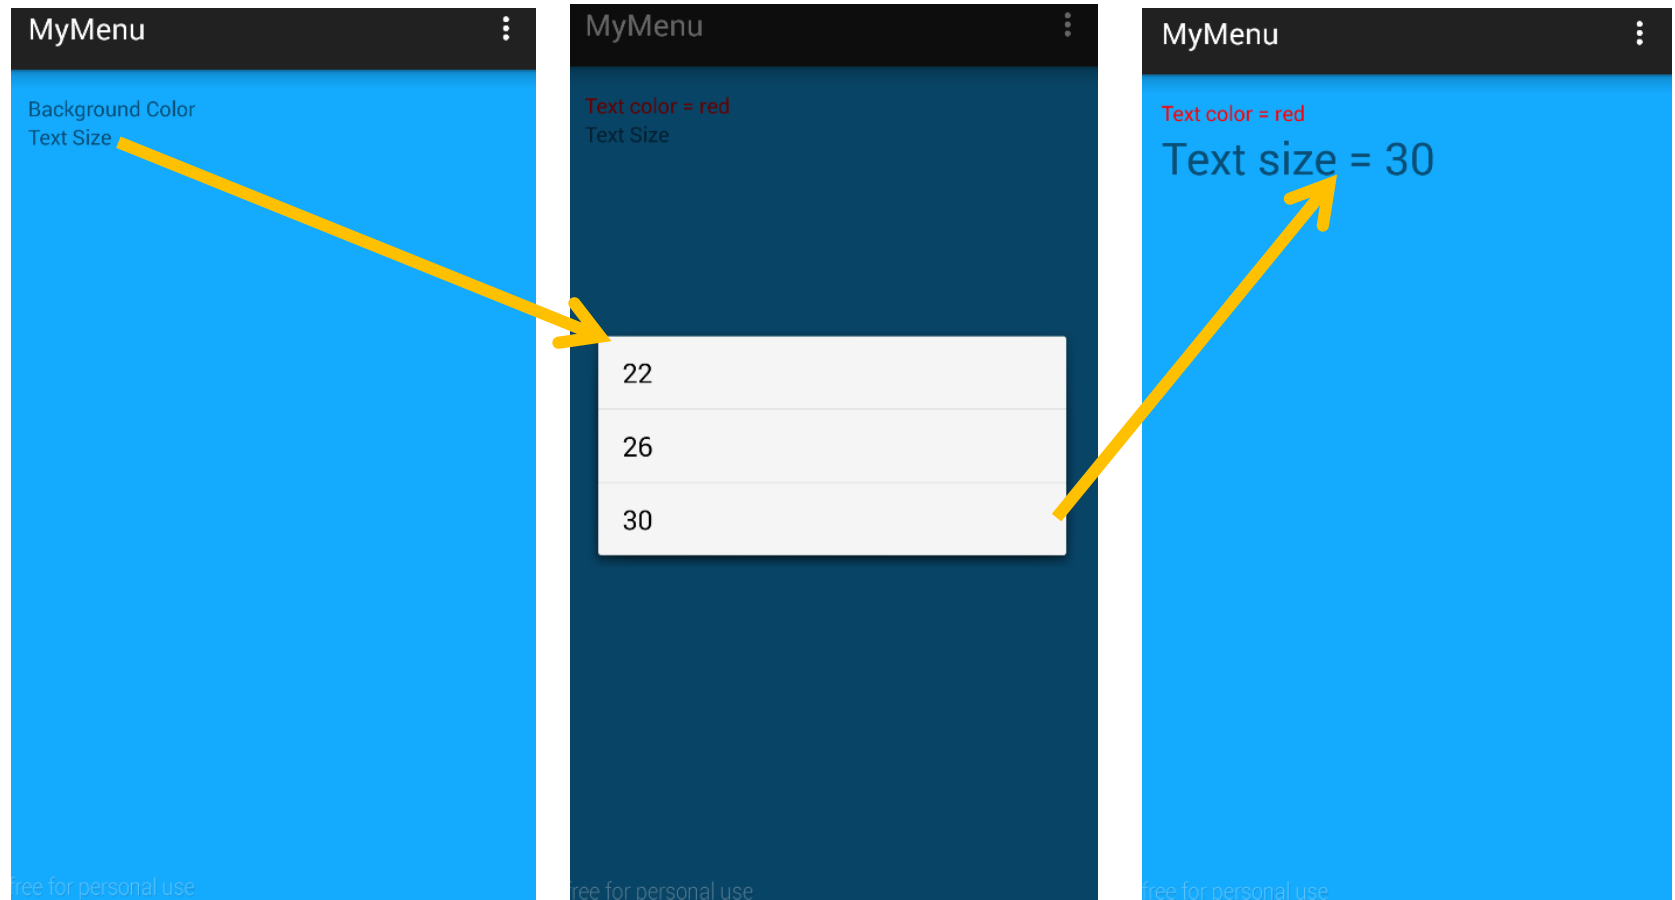 MyMenu
Background Color
Text Size
free for personal use
MyMenu
Text color = red
Text Size
22
26
30
free for personal use
MyMenu
Text color = red
Text size = 30
free for personal use